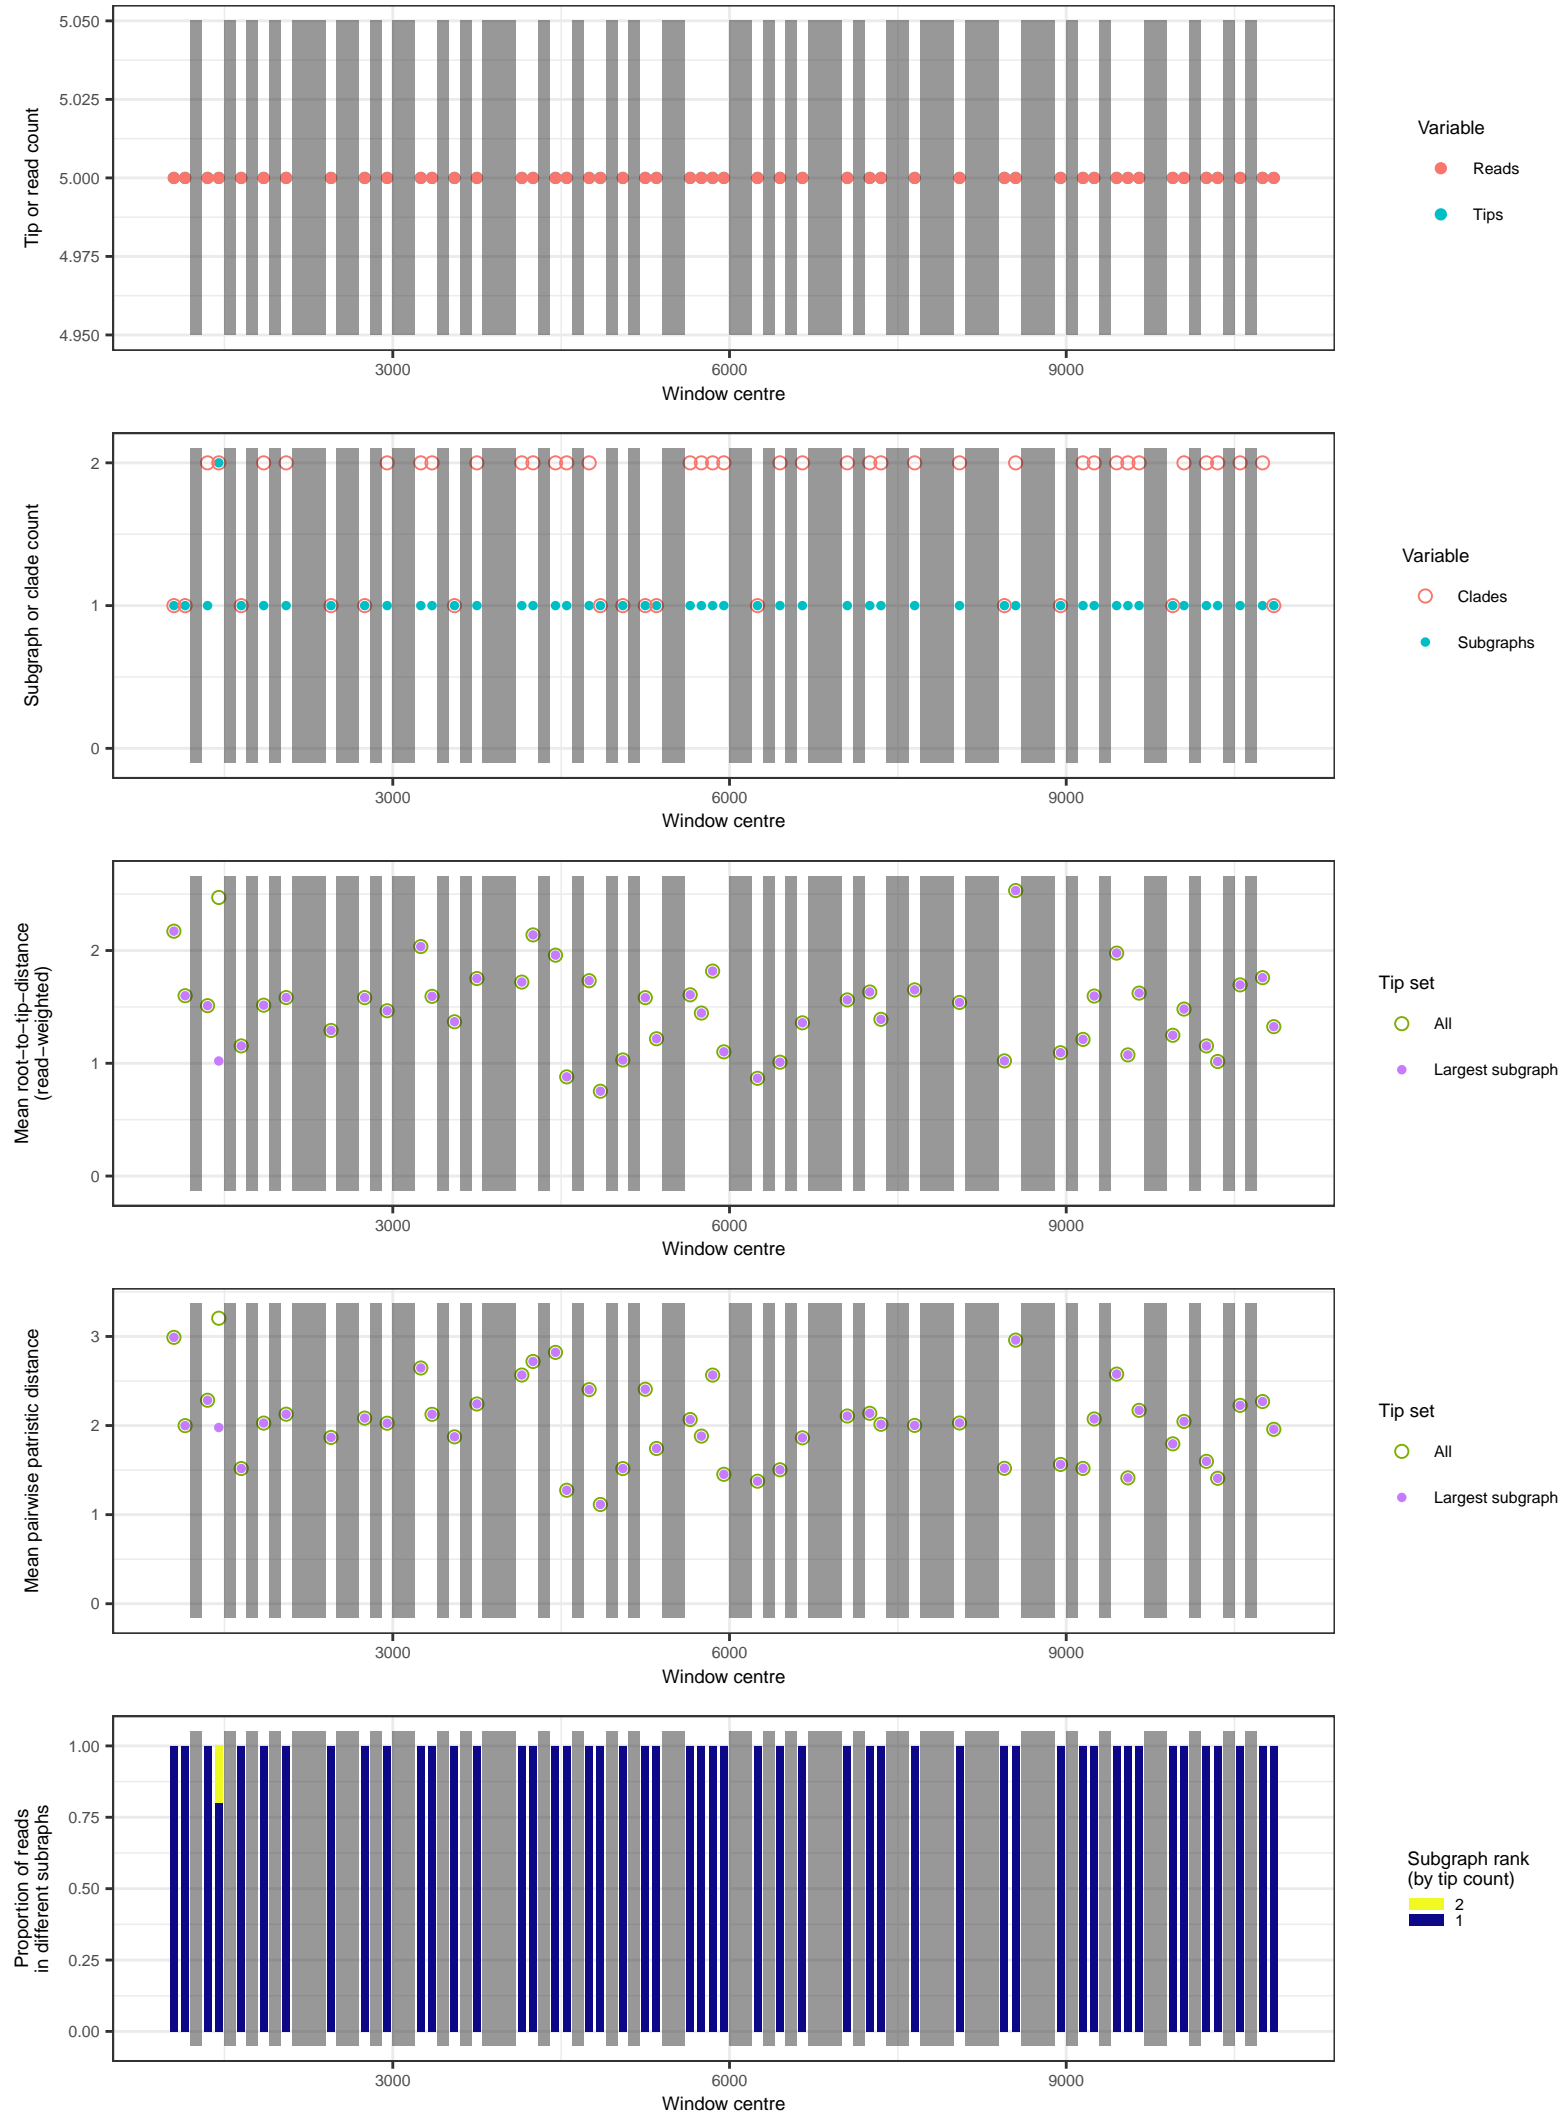 5.050
5.025
5.000
4.975
4.950
Tip or read count
3000
6000
9000
Window centre
Variable
Reads
Tips
2
1
0
Subgraph or clade count
3000
6000
9000
Window centre
Variable
Clades
Subgraphs
2
1
0
Mean root−to−tip−distance
(read−weighted)
3000
6000
9000
Window centre
Tip set
All
Largest subgraph
3
2
1
0
Mean pairwise patristic distance
3000
6000
9000
Window centre
Tip set
All
Largest subgraph
1.00
0.75
0.50
0.25
0.00
Proportion of reads
in different subraphs
3000
6000
9000
Window centre
Subgraph rank
(by tip count)
2
1